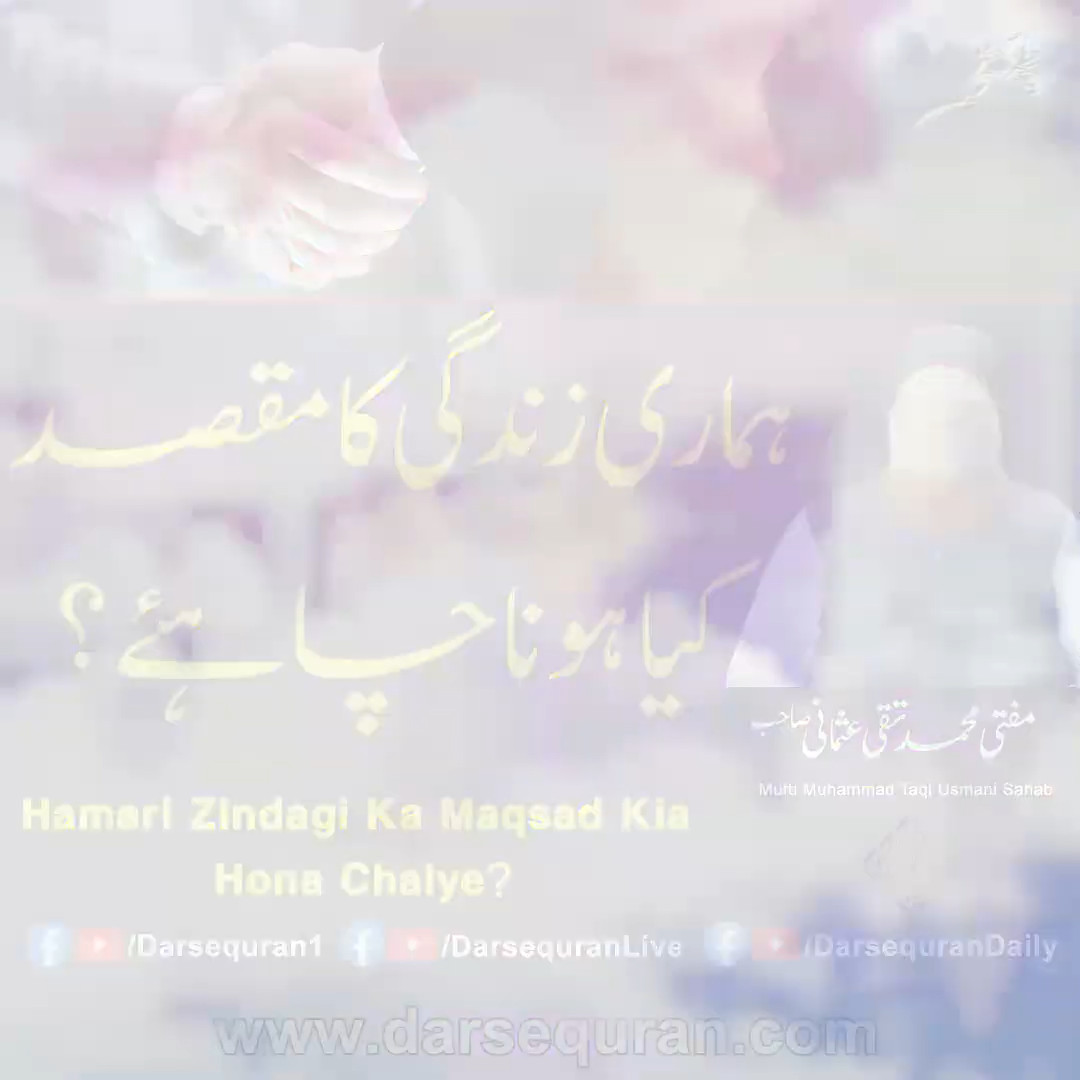 ہماری زندگی کا مقصد
کیا ہونا چاہئے؟
مفتی محمد تقی عثمانی صاحب
Mufti Muhammad Taqi Usmani Sahab
Hamari Zindagi Ka Maqsad Kia
Hona Chaiye?
/Darsequran1 /DarsequranLive /DarsequranDaily
www.darsequran.com